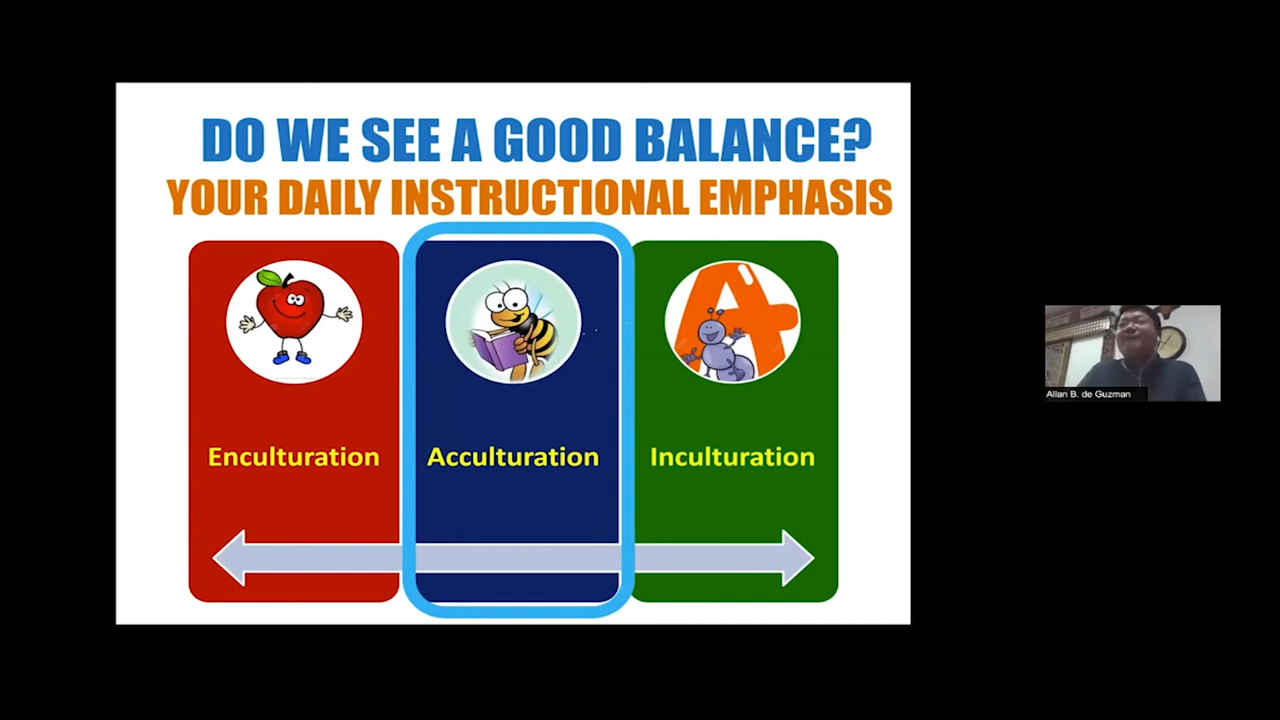 DO WE SEE A GOOD BALANCE?
YOUR DAILY INSTRUCTIONAL EMPHASIS
Enculturation
Acculturation
Inculturation
Allan B. de Guzman